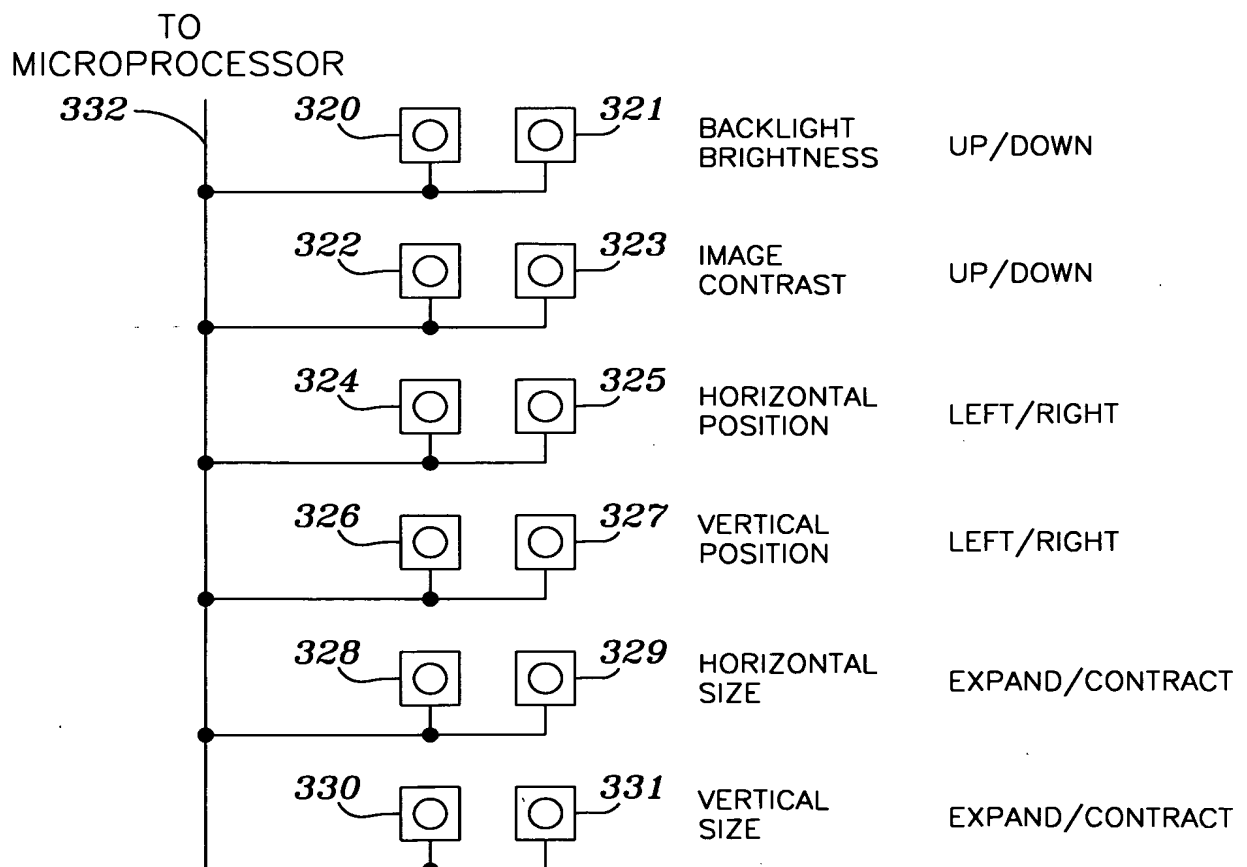 TO
MICROPROCESSOR
332
320 321 BACKLIGHT
BRIGHTNESS UP/DOWN
322 323 IMAGE
CONTRAST UP/DOWN
324 325 HORIZONTAL
POSITION LEFT/RIGHT
326 327 VERTICAL
POSITION LEFT/RIGHT
328 329 HORIZONTAL
SIZE EXPAND/CONTRACT
330 331 VERTICAL
SIZE EXPAND/CONTRACT